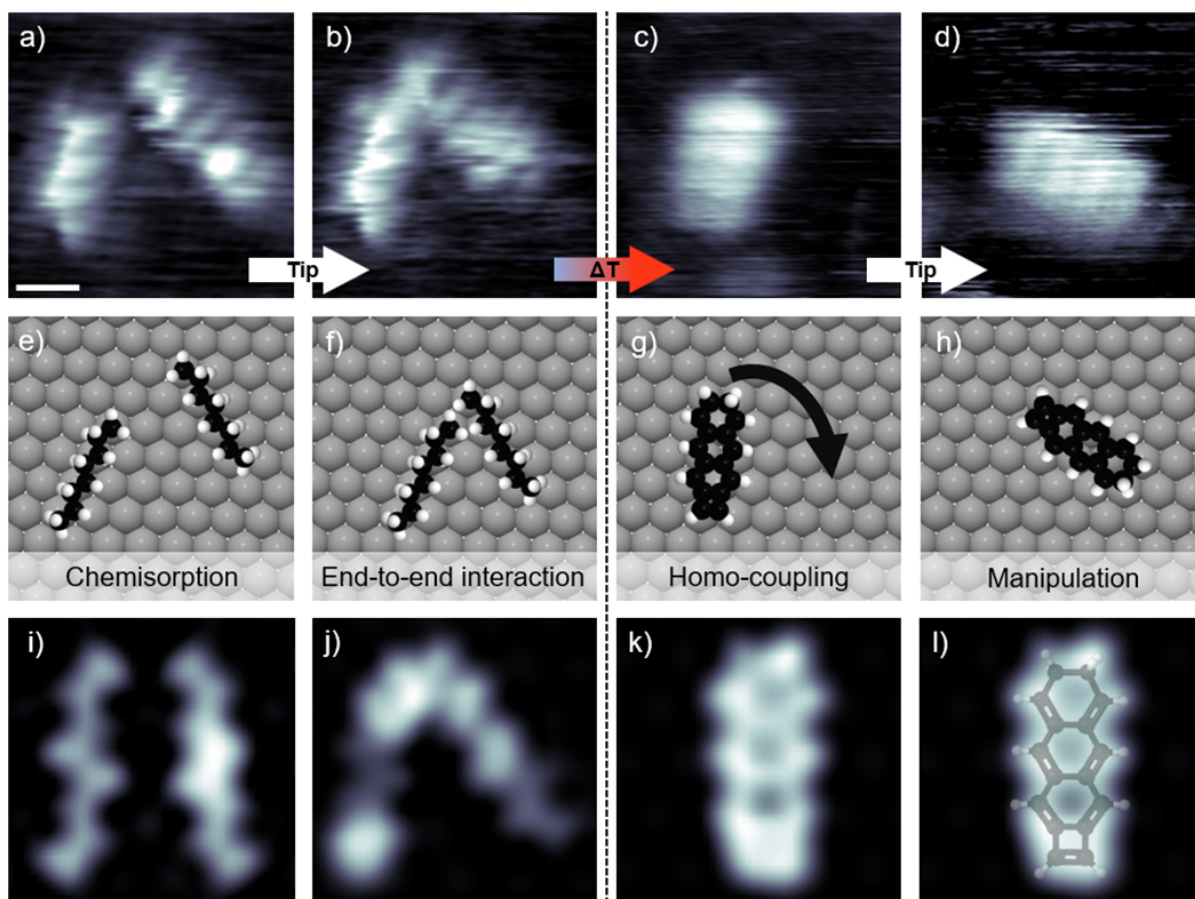 a)
b)
c)
d)
Tip
ΔT
Tip
e)
f)
g)
h)
Chemisorption
End-to-end interaction
Homo-coupling
Manipulation
i)
j)
k)
l)